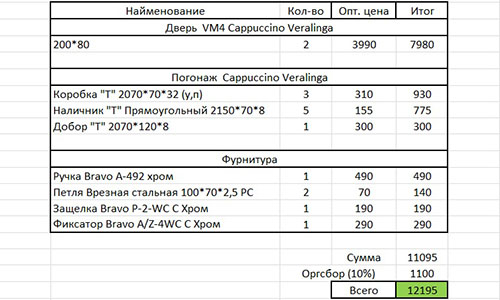 Наименование Кол-во Опт. цена Итог
Дверь VM4 Cappuccino Veralinga
200*80 2 3990 7980
Погонаж Cappuccino Veralinga
Коробка "Т" 2070*70*32 (у,п) 3 310 930
Наличник "Т" Прямоугольный 2150*70*8 5 155 775
Добор "Т" 2070*120*8 1 300 300
Фурнитура
Ручка Bravo A-492 хром 1 490 490
Петля Врезная стальная 100*70*2,5 PC 2 70 140
Защелка Bravo P-2-WC C Хром 1 190 190
Фиксатор Bravo A/Z-4WC C Хром 1 290 290
Сумма 11095
Оргсбор (10%) 1100
Всего 12195